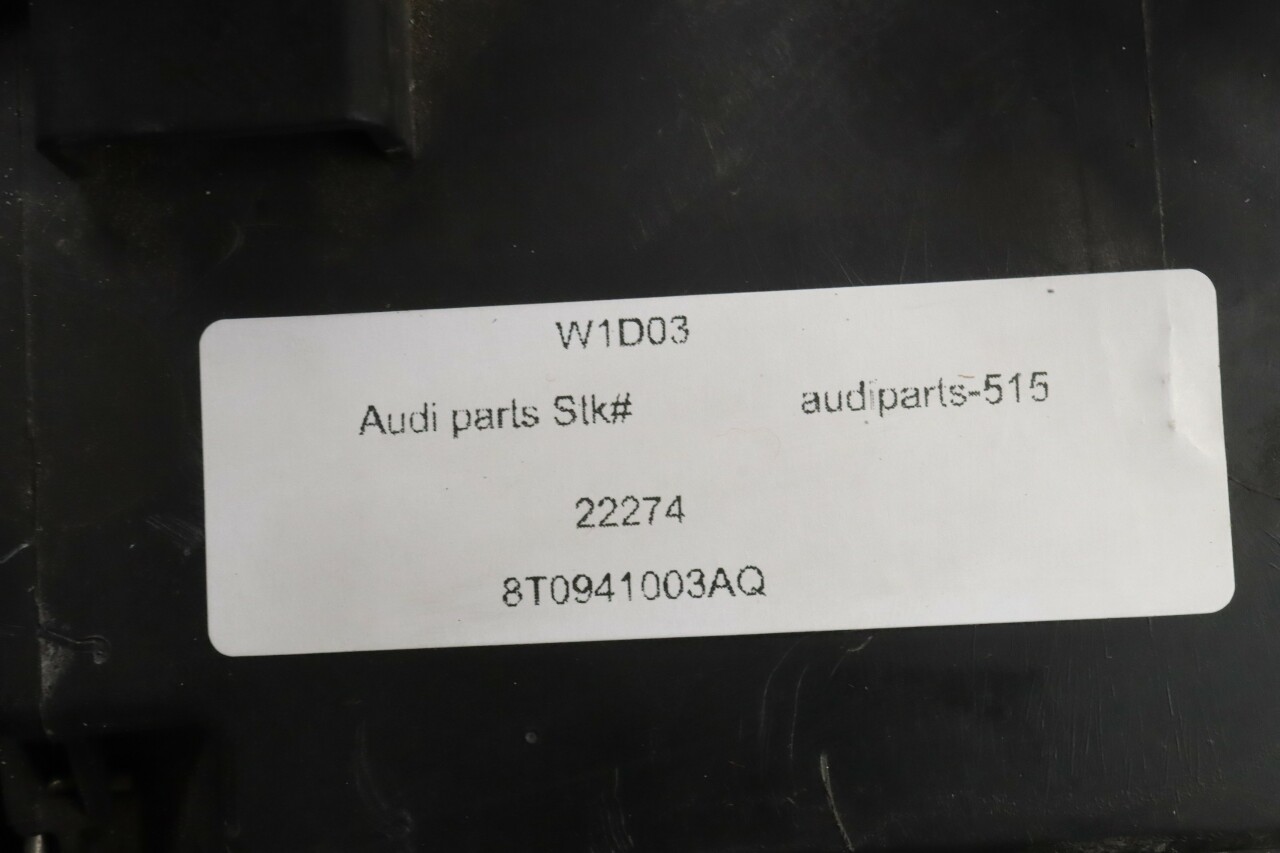 W1D03
Audi parts Stk# audiparts-515
22274
8T0941003AQ